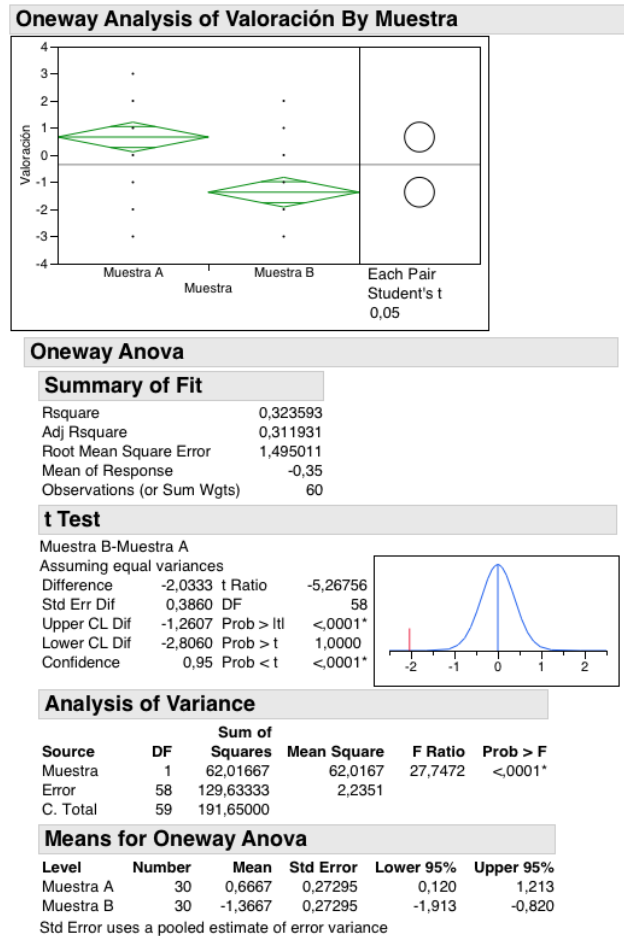 Oneway Analysis of Valoración By Muestra
4
3
2
1
0
-1
-2
-3
-4
Valoración
Muestra A
Muestra B
Muestra
Each Pair
Student's t
0,05
Oneway Anova
Summary of Fit
Rsquare 0,323593
Adj Rsquare 0,311931
Root Mean Square Error 1,495011
Mean of Response -0,35
Observations (or Sum Wgts) 60
t Test
Muestra B-Muestra A
Assuming equal variances
Difference -2,0333 t Ratio -5,26756
Std Err Dif 0,3860 DF 58
Upper CL Dif -1,2607 Prob > |t| <,0001*
Lower CL Dif -2,8060 Prob > t 1,0000
Confidence 0,95 Prob < t <,0001*
-2 -1 0 1 2
Analysis of Variance
Sum of
Source DF Squares Mean Square F Ratio Prob > F
Muestra 1 62,01667 62,0167 27,7472 <,0001*
Error 58 129,63333 2,2351
C. Total 59 191,65000
Means for Oneway Anova
Level Number Mean Std Error Lower 95% Upper 95%
Muestra A 30 0,6667 0,27295 0,120 1,213
Muestra B 30 -1,3667 0,27295 -1,913 -0,820
Std Error uses a pooled estimate of error variance